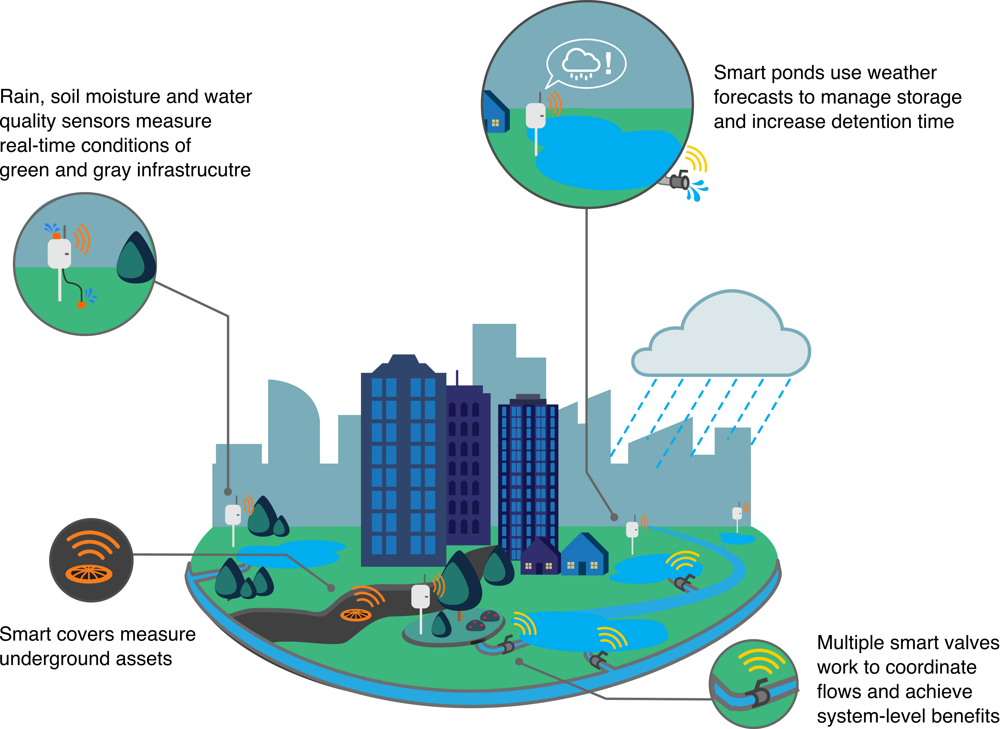 Smart ponds use weather
forecasts to manage storage
and increase detention time
Rain, soil moisture and water
quality sensors measure
real-time conditions of
green and gray infrastrucutre
Smart covers measure
underground assets
Multiple smart valves
work to coordinate
flows and achieve
system-level benefits